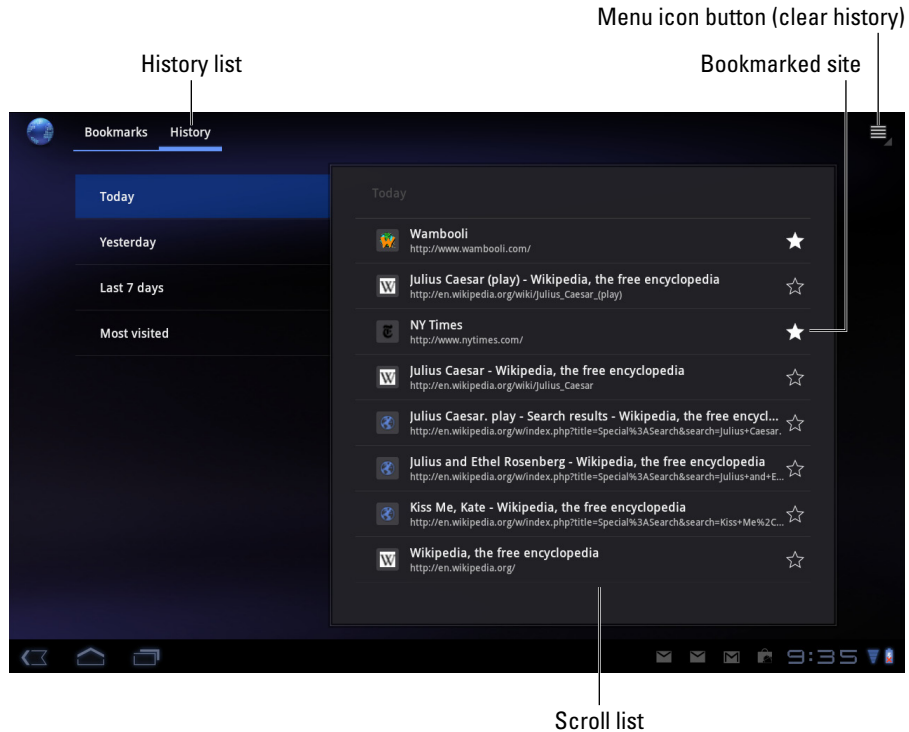 Menu icon button (clear history)
History list
Bookmarked site
Bookmarks
History
Today
Yesterday
Last 7 days
Most visited
Today
Wambooli
http://www.wambooli.com/
Julius Caesar (play) - Wikipedia, the free encyclopedia
http://en.wikipedia.org/wiki/Julius_Caesar_(play)
NY Times
http://www.nytimes.com/
Julius Caesar - Wikipedia, the free encyclopedia
http://en.wikipedia.org/wiki/Julius_Caesar
Julius Caesar. play - Search results - Wikipedia, the free encycl...
http://en.wikipedia.org/w/index.php?title=Special%3ASearch&search=Julius+Caesar.
Julius and Ethel Rosenberg - Wikipedia, the free encyclopedia
http://en.wikipedia.org/w/index.php?title=Special%3ASearch&search=Julius+and+E...
Kiss Me, Kate - Wikipedia, the free encyclopedia
http://en.wikipedia.org/w/index.php?title=Special%3ASearch&search=Kiss+Me%2C...
Wikipedia, the free encyclopedia
http://en.wikipedia.org/
9:35
Scroll list